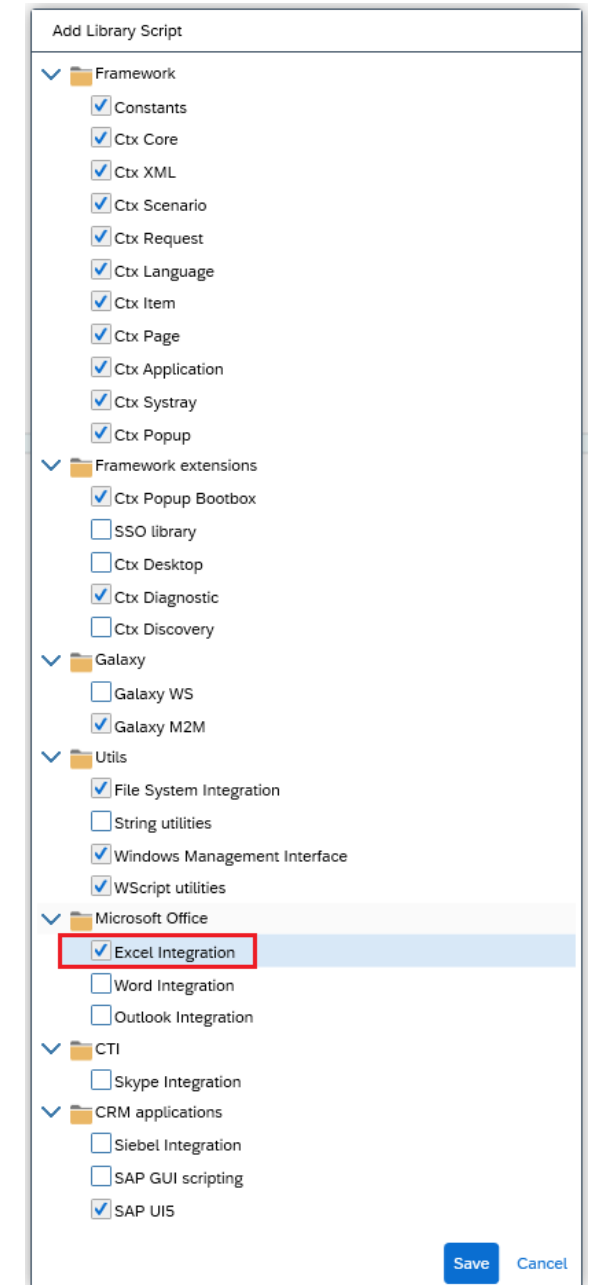 Add Library Script
Framework
Constants
Ctx Core
Ctx XML
Ctx Scenario
Ctx Request
Ctx Language
Ctx Item
Ctx Page
Ctx Application
Ctx Systray
Ctx Popup
Framework extensions
Ctx Popup Bootbox
SSO library
Ctx Desktop
Ctx Diagnostic
Ctx Discovery
Galaxy
Galaxy WS
Galaxy M2M
Utils
File System Integration
String utilities
Windows Management Interface
WScript utilities
Microsoft Office
Excel Integration
Word Integration
Outlook Integration
CTI
Skype Integration
CRM applications
Siebel Integration
SAP GUI scripting
SAP UI5
Save Cancel